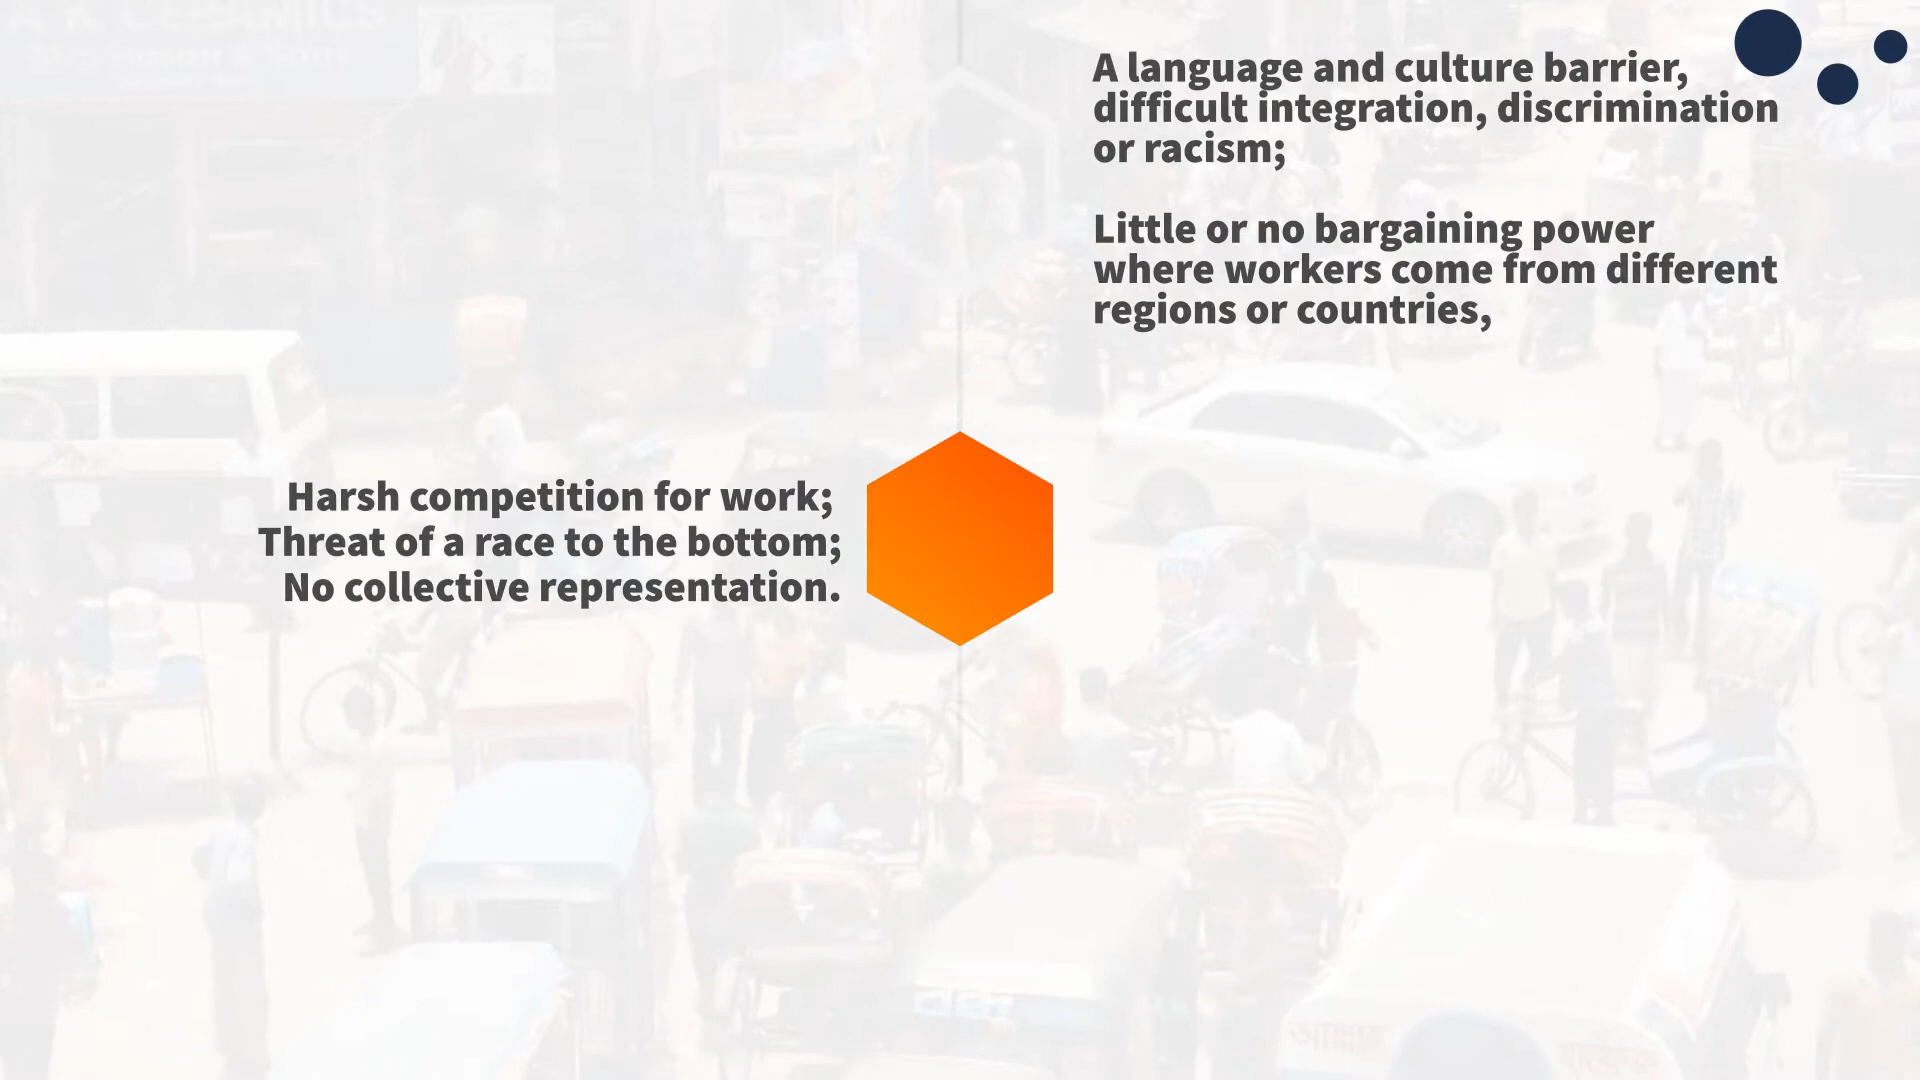 A language and culture barrier,
difficult integration, discrimination
or racism;
Little or no bargaining power
where workers come from different
regions or countries,
Harsh competition for work;
Threat of a race to the bottom;
No collective representation.